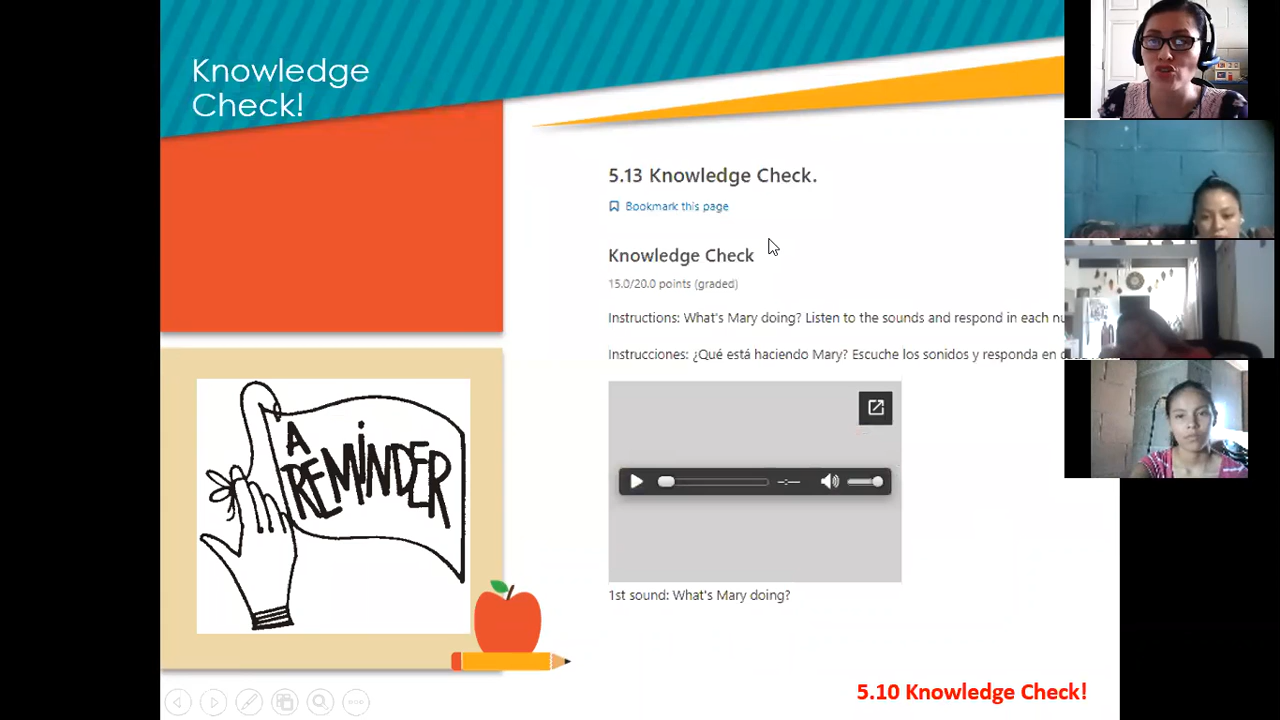 Knowledge
Check!
5.13 Knowledge Check.
Bookmark this page
Knowledge Check
15.0/20.0 points (graded)
Instructions: What's Mary doing? Listen to the sounds and respond in each
Instrucciones: ¿Qué está haciendo Mary? Escuche los sonidos y responda en
A
REMINDER
1st sound: What's Mary doing?
5.10 Knowledge Check!